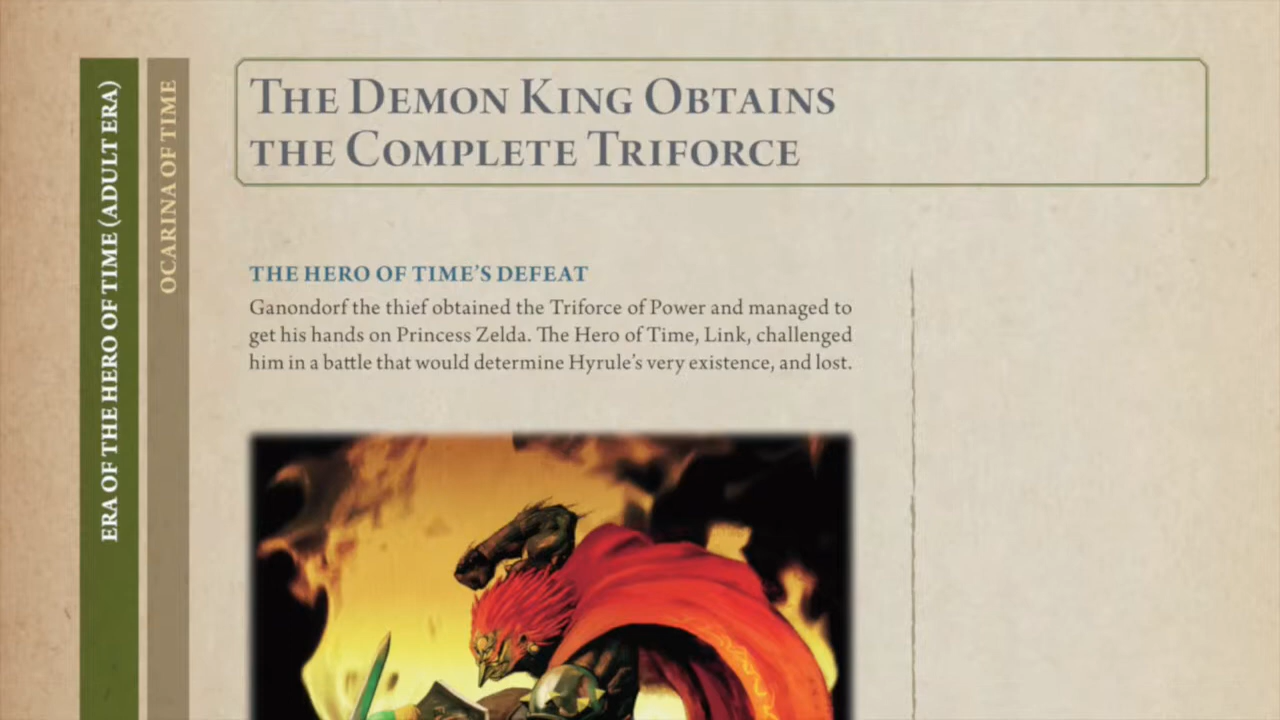 ERA OF THE HERO OF TIME (ADULT ERA)
OCARINA OF TIME
THE DEMON KING OBTAINS
THE COMPLETE TRIFORCE
THE HERO OF TIME'S DEFEAT
Ganondorf the thief obtained the Triforce of Power and managed to
get his hands on Princess Zelda. The Hero of Time, Link, challenged
him in a battle that would determine Hyrule's very existence, and lost.